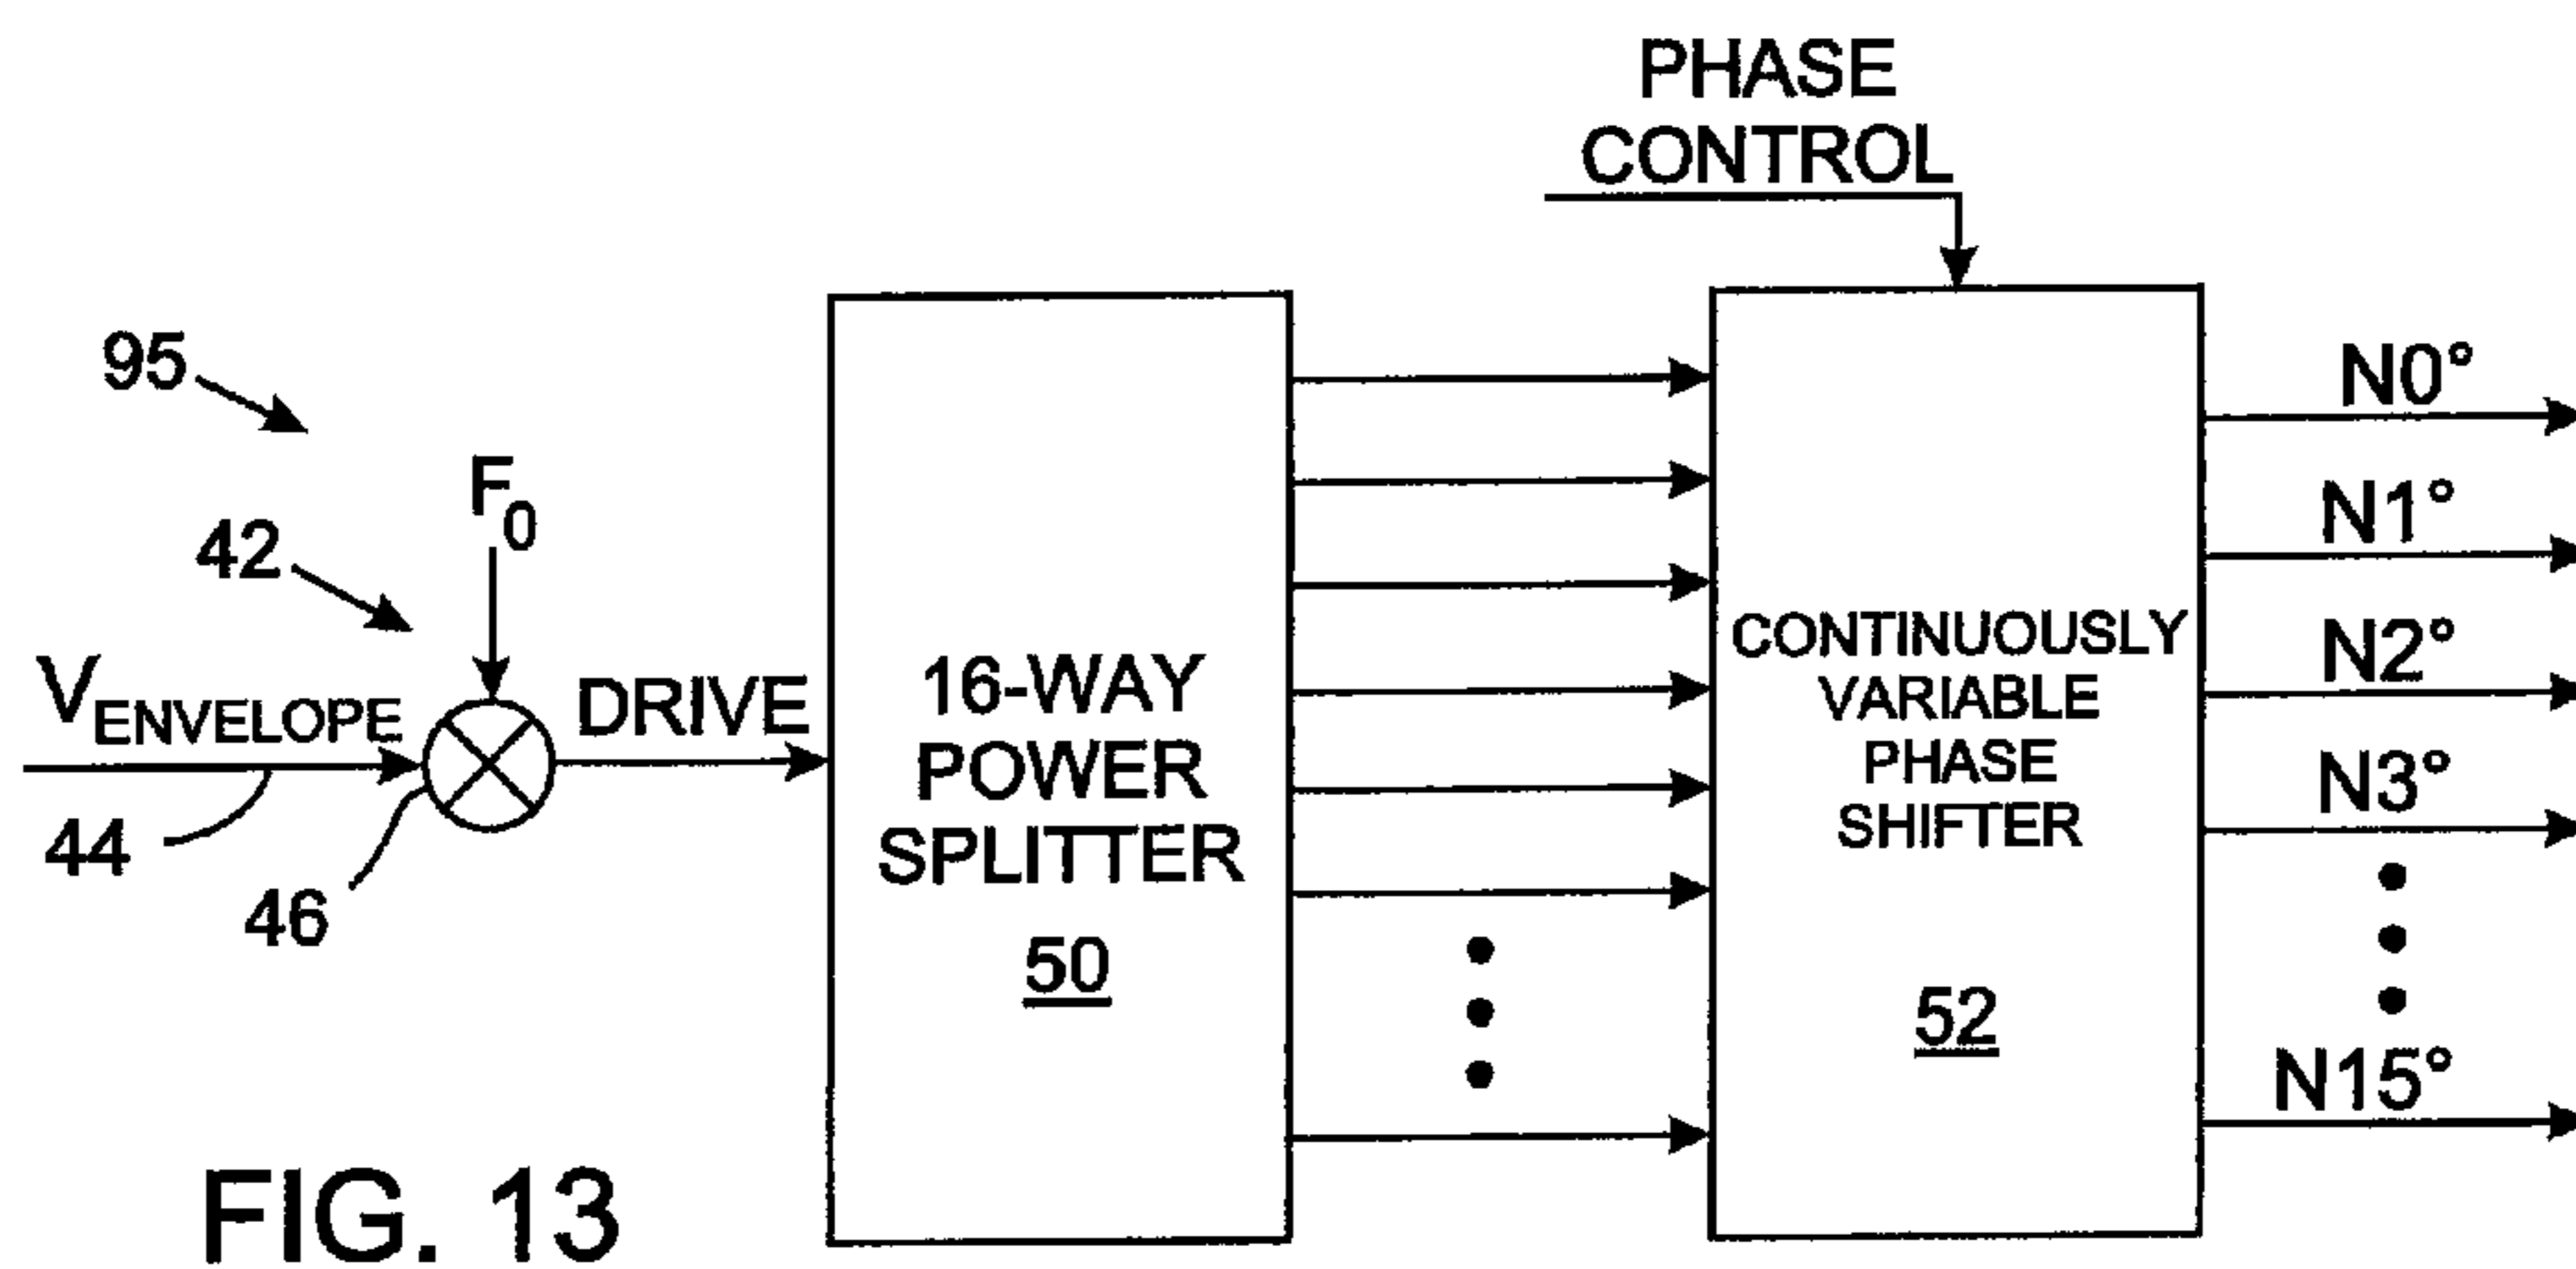 PHASE
CONTROL
95
42
F0
VENVELOPE
44
46
DRIVE
16-WAY
POWER
SPLITTER
50
CONTINUOUSLY
VARIABLE
PHASE
SHIFTER
52
N0°
N1°
N2°
N3°
N15°
FIG. 13